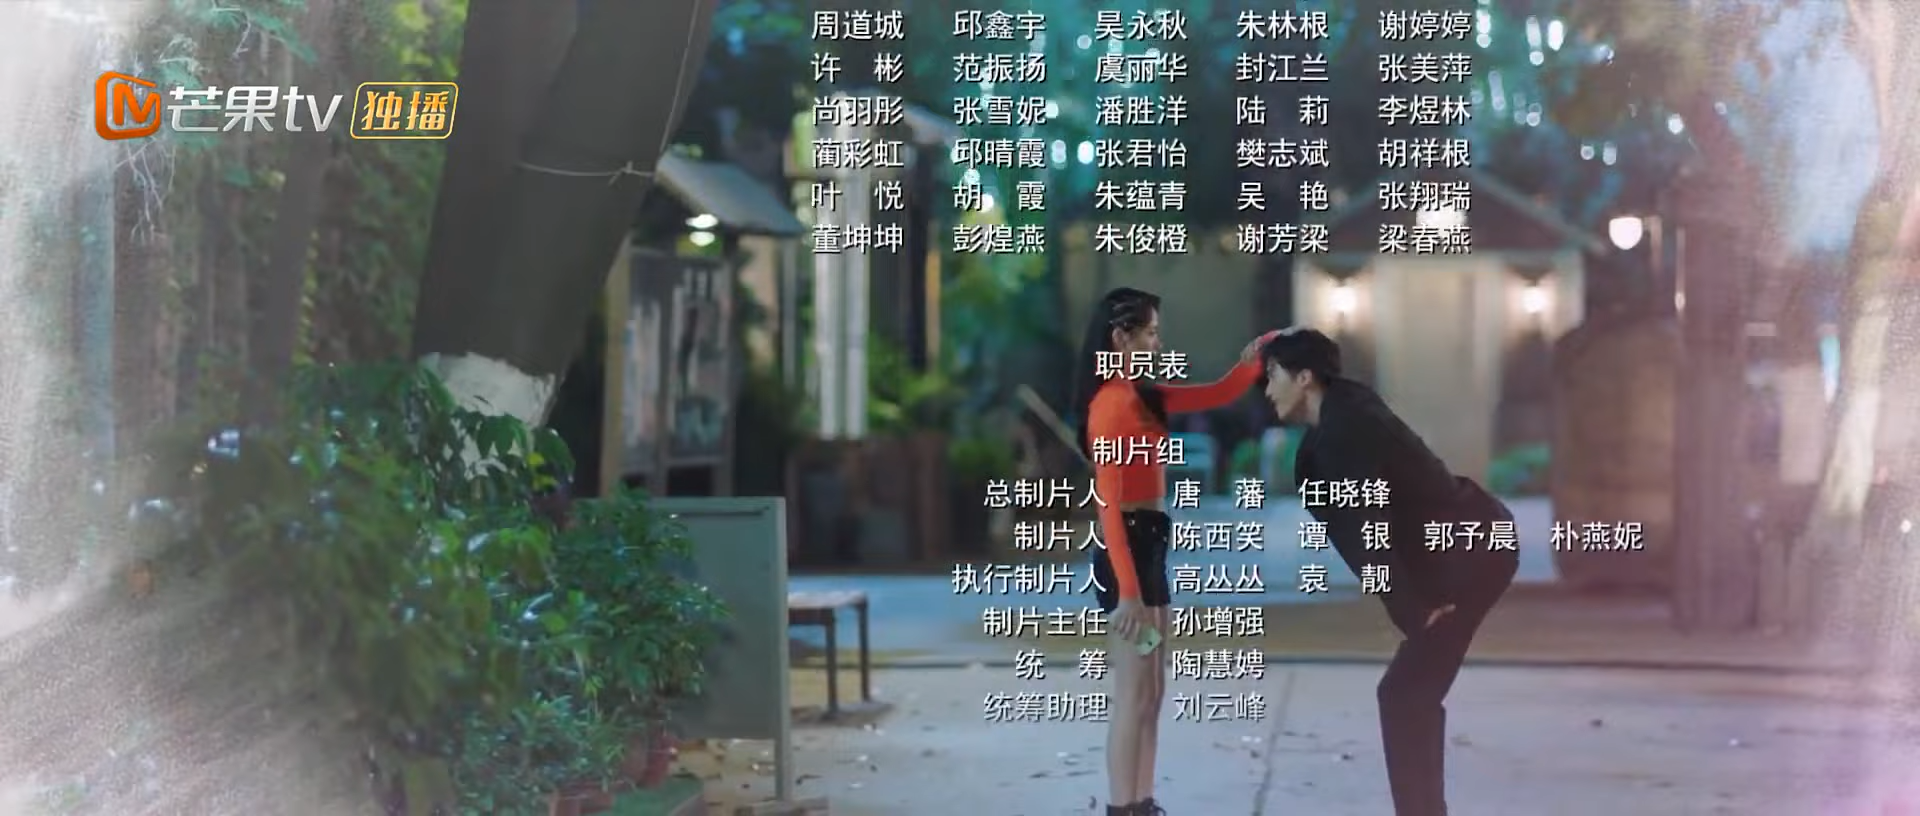 周道城 邱鑫宇 吴永秋 朱林根 谢婷婷
芒果tv 独播
许 彬 范振扬 虞丽华 封江兰 张美萍
尚羽彤 张雪妮 潘胜洋 陆 莉 李煜林
蔺彩虹 邱晴霞 张君怡 樊志斌 胡祥根
叶 悦 胡 霞 朱蕴青 吴 艳 张翔瑞
董坤坤 彭煌燕 朱俊橙 谢芳梁 梁春燕
职员表
制片组
总制片人 唐 藩 任晓锋
制片人 陈西笑 谭 银 郭予晨 朴燕妮
执行制片人 高丛丛 袁 靓
制片主任 孙增强
统 筹 陶慧娉
统筹助理 刘云峰